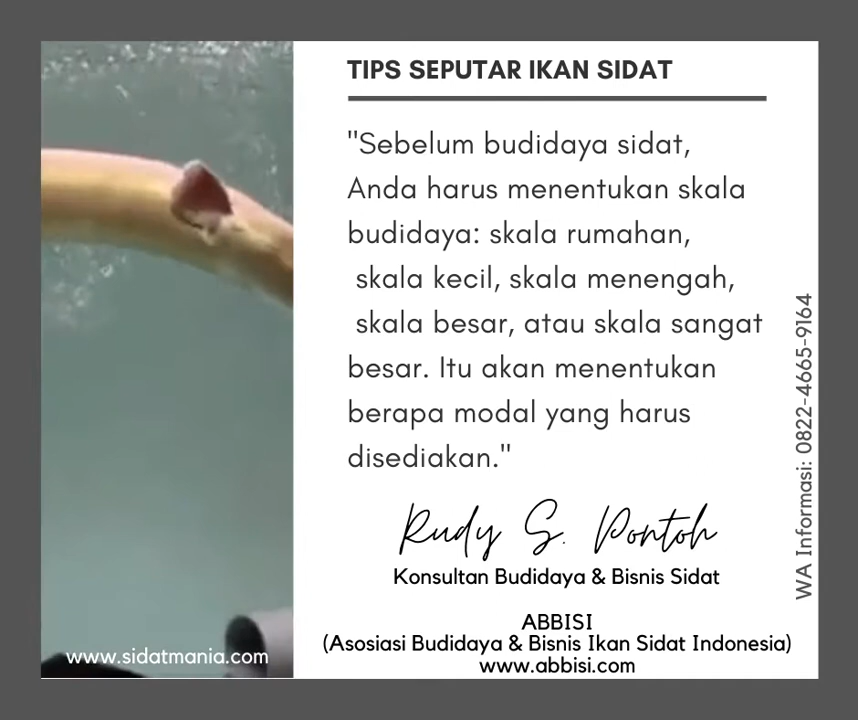 TIPS SEPUTAR IKAN SIDAT
"Sebelum budidaya sidat,
Anda harus menentukan skala
budidaya: skala rumahan,
skala kecil, skala menengah,
skala besar, atau skala sangat
besar. Itu akan menentukan
berapa modal yang harus
disediakan."
Rudy S. Pontoh
Konsultan Budidaya & Bisnis Sidat
ABBISI
(Asosiasi Budidaya & Bisnis Ikan Sidat Indonesia)
www.abbisi.com
www.sidatmania.com
WA Informasi: 0822-4665-9164